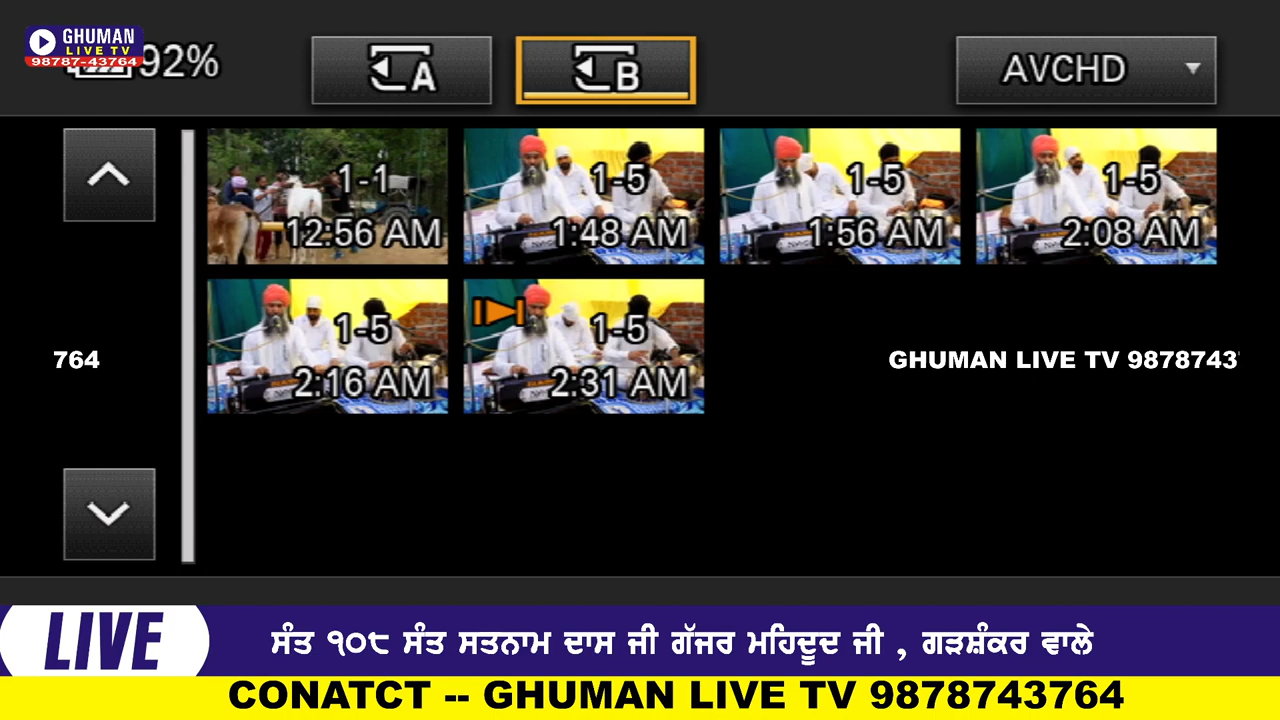 GHUMAN
LIVE TV
98787-43764
92%
A
B
AVCHD
1-1
12:56 AM
1-5
1:48 AM
1-5
1:56 AM
1-5
2:08 AM
1-5
2:16 AM
1-5
2:31 AM
764
GHUMAN LIVE TV 9878743
LIVE
ਸੰਤ ੧੦੮ ਸੰਤ ਸਤਨਾਮ ਦਾਸ ਜੀ ਗੱਜਰ ਮਹਿਦੂਦ ਜੀ , ਗੜਸ਼ੰਕਰ ਵਾਲੇ
CONATCT -- GHUMAN LIVE TV 9878743764